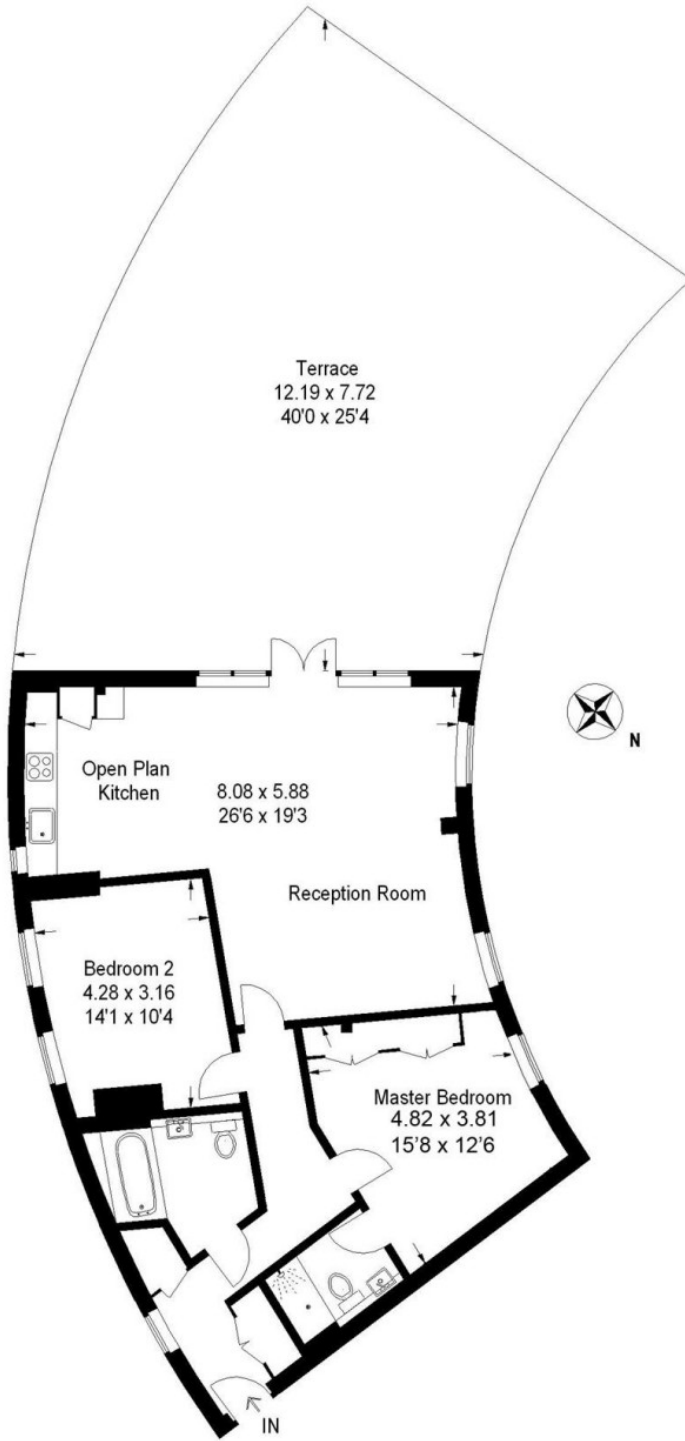 Terrace
12.19 x 7.72
40'0 x 25'4
N
Open Plan
Kitchen
8.08 x 5.88
26'6 x 19'3
Reception Room
Bedroom 2
4.28 x 3.16
14'1 x 10'4
Master Bedroom
4.82 x 3.81
15'8 x 12'6
IN